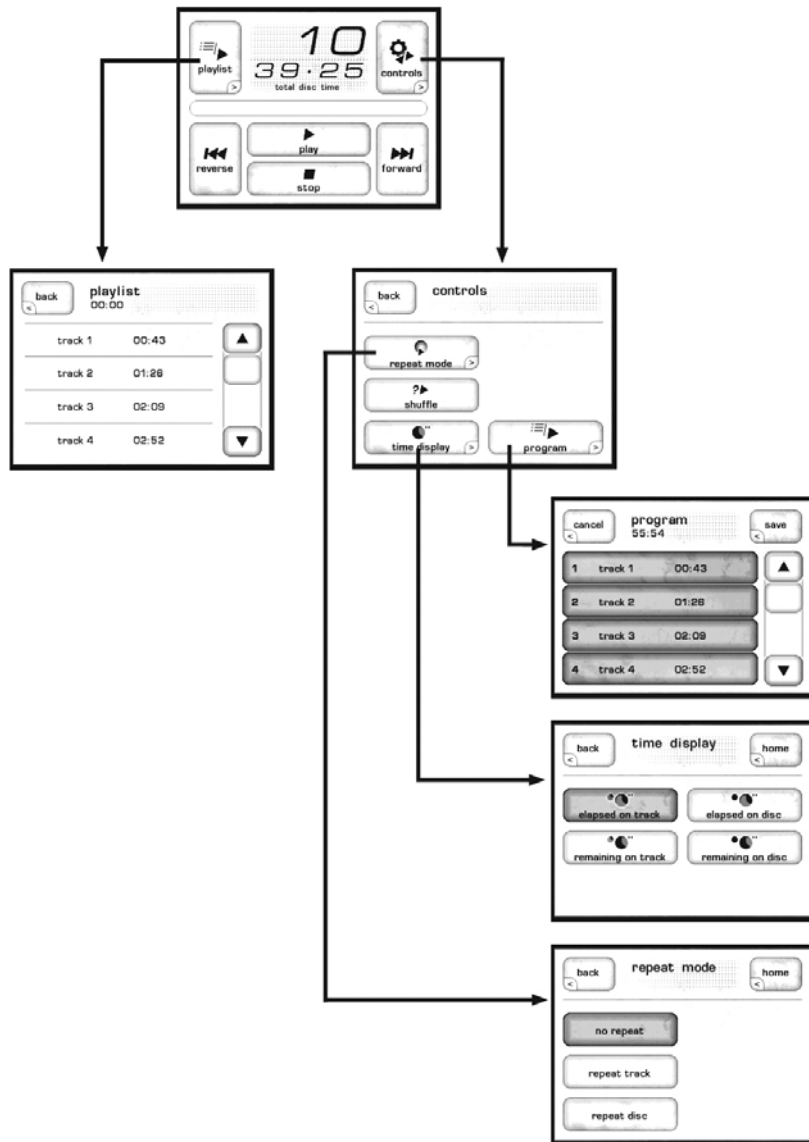 10
playlist
39·25
controls
total disc time
>
>
play
reverse
forward
stop
back
<
playlist
00:00
track 1 00:43
track 2 01:26
track 3 02:09
track 4 02:52
back
<
controls
repeat mode >
?
shuffle
time display >
program >
cancel
<
program
55:54
save
<
1 track 1 00:43
2 track 2 01:26
3 track 3 02:09
4 track 4 02:52
back
<
time display
home
<
elapsed on track
elapsed on disc
remaining on track
remaining on disc
back
<
repeat mode
home
<
no repeat
repeat track
repeat disc